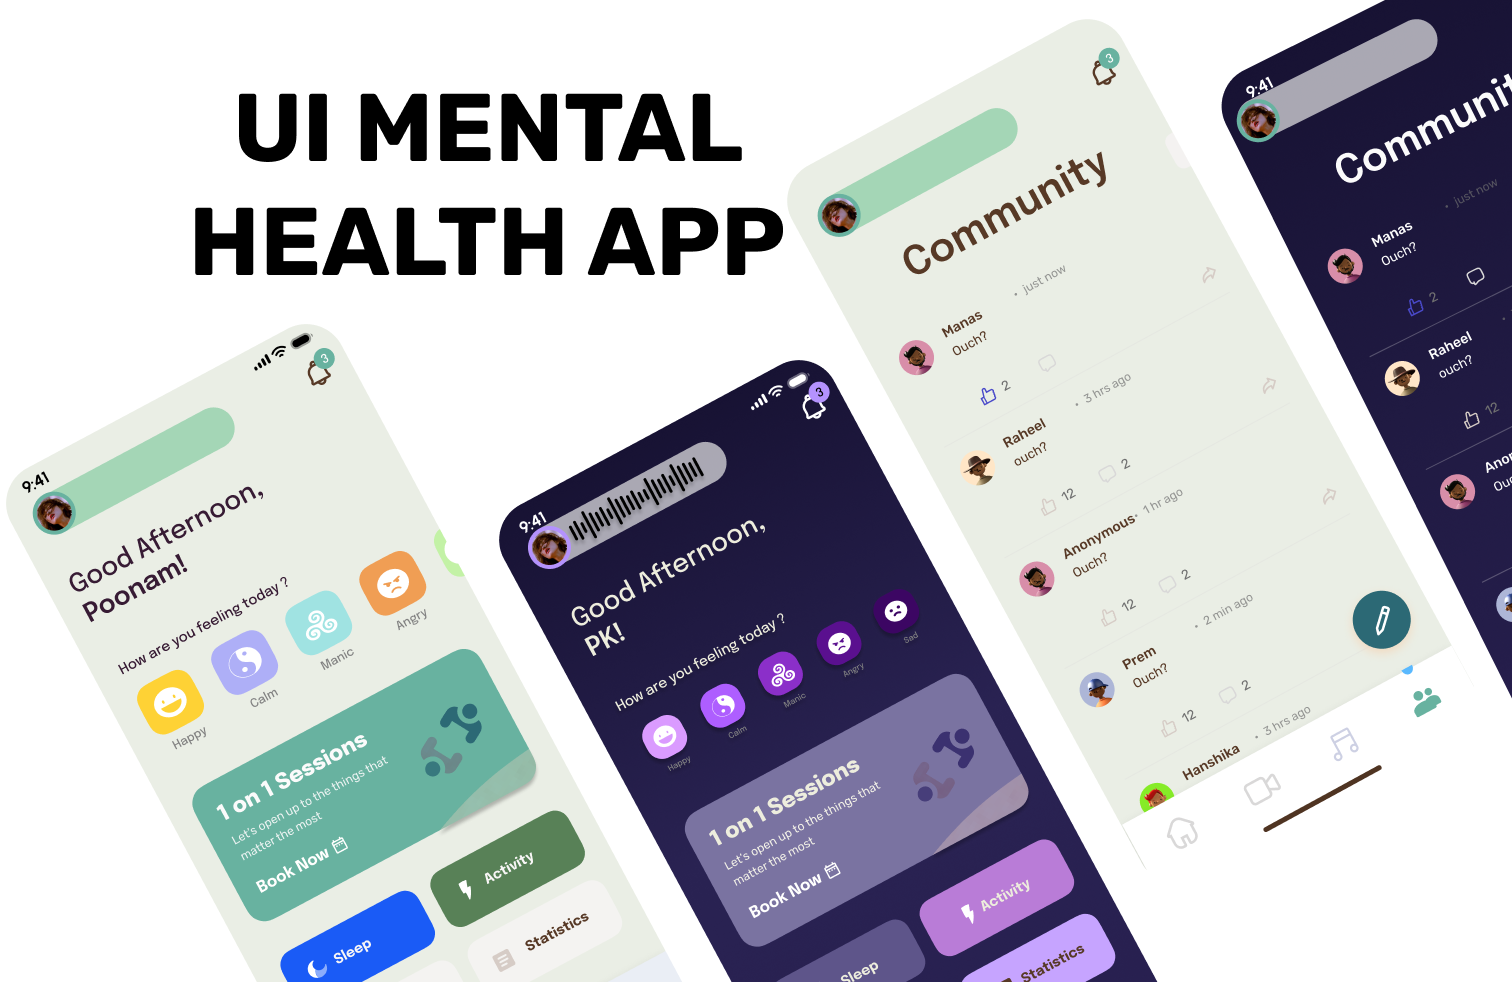 UI MENTAL
HEALTH APP
9:41
3
Good Afternoon,
Poonam!
How are you feeling today ?
Happy
Calm
Manic
Angry
1 on 1 Sessions
Let's open up to the things that
matter the most
Book Now
Sleep
Activity
Statistics
9:41
3
Good Afternoon,
PK!
How are you feeling today ?
Happy
Calm
Manic
Angry
Sad
1 on 1 Sessions
Let's open up to the things that
matter the most
Book Now
Sleep
Activity
Statistics
3
Community
Manas • just now
Ouch?
2
Raheel • 3 hrs ago
ouch?
12 2
Anonymous • 1 hr ago
Ouch?
12 2
Prem • 2 min ago
Ouch?
12 2
Hanshika • 3 hrs ago
9:41
Communit
Manas • just now
Ouch?
2
Raheel
ouch?
12
Anon
Ouc